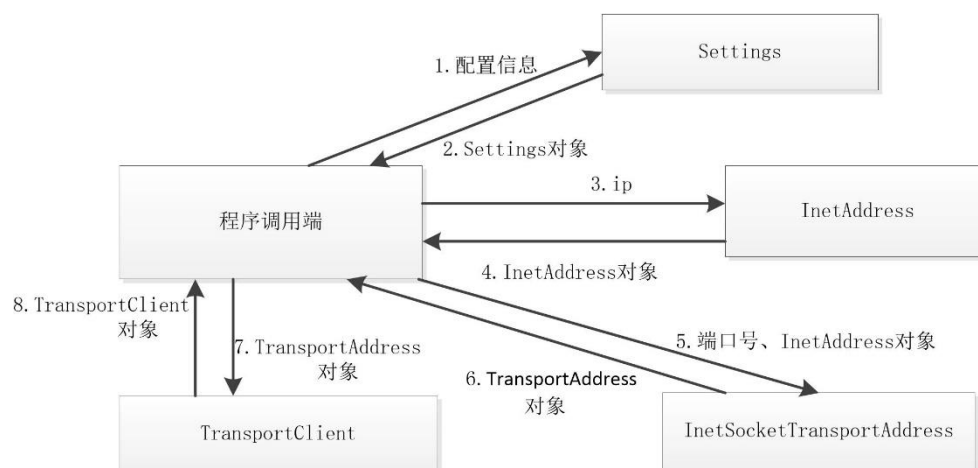 Settings
1.配置信息
2.Settings对象
3.ip
程序调用端
InetAddress
4.InetAddress对象
8.TransportClient
对象
7.TransportAddress
对象
5.端口号、InetAddress对象
6.TransportAddress
对象
TransportClient
InetSocketTransportAddress